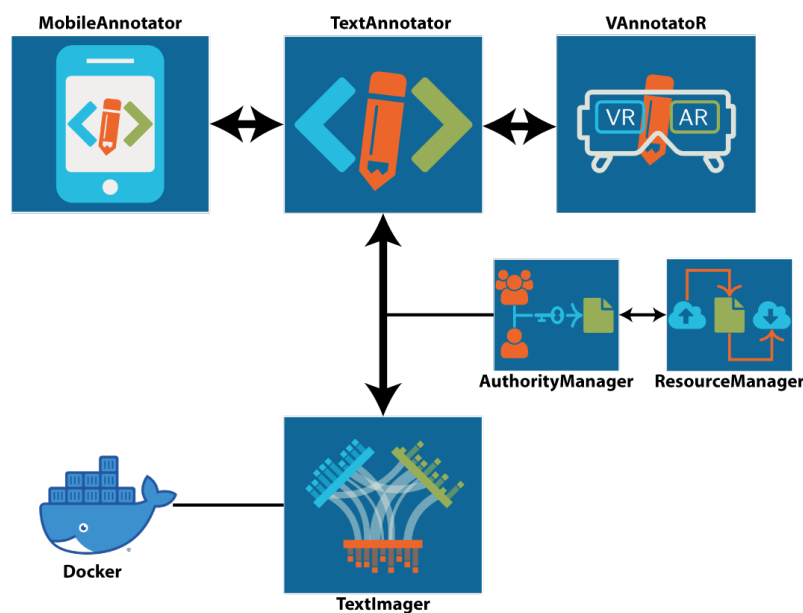 MobileAnnotator
TextAnnotator
VAnnotatoR
VR
AR
AuthorityManager
ResourceManager
Docker
TextImager